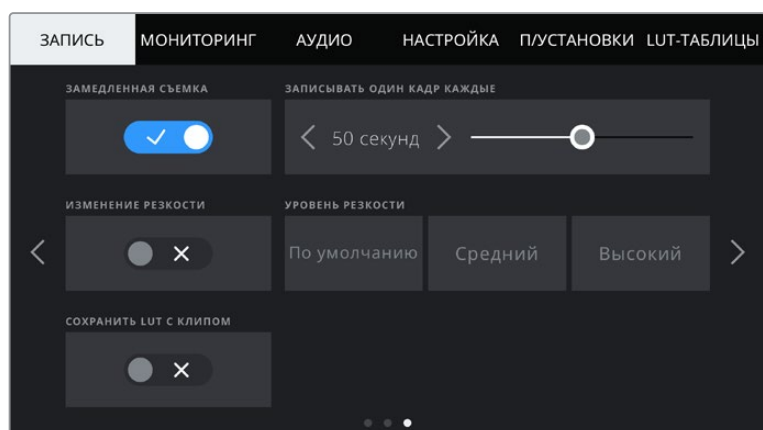 ЗАПИСЬ МОНИТОРИНГ АУДИО НАСТРОЙКА П/УСТАНОВКИ LUT-ТАБЛИЦЫ
ЗАМЕДЛЕННАЯ СЪЕМКА ЗАПИСЫВАТЬ ОДИН КАДР КАЖДЫЕ
50 секунд
ИЗМЕНЕНИЕ РЕЗКОСТИ УРОВЕНЬ РЕЗКОСТИ
По умолчанию Средний Высокий
СОХРАНИТЬ LUT С КЛИПОМ